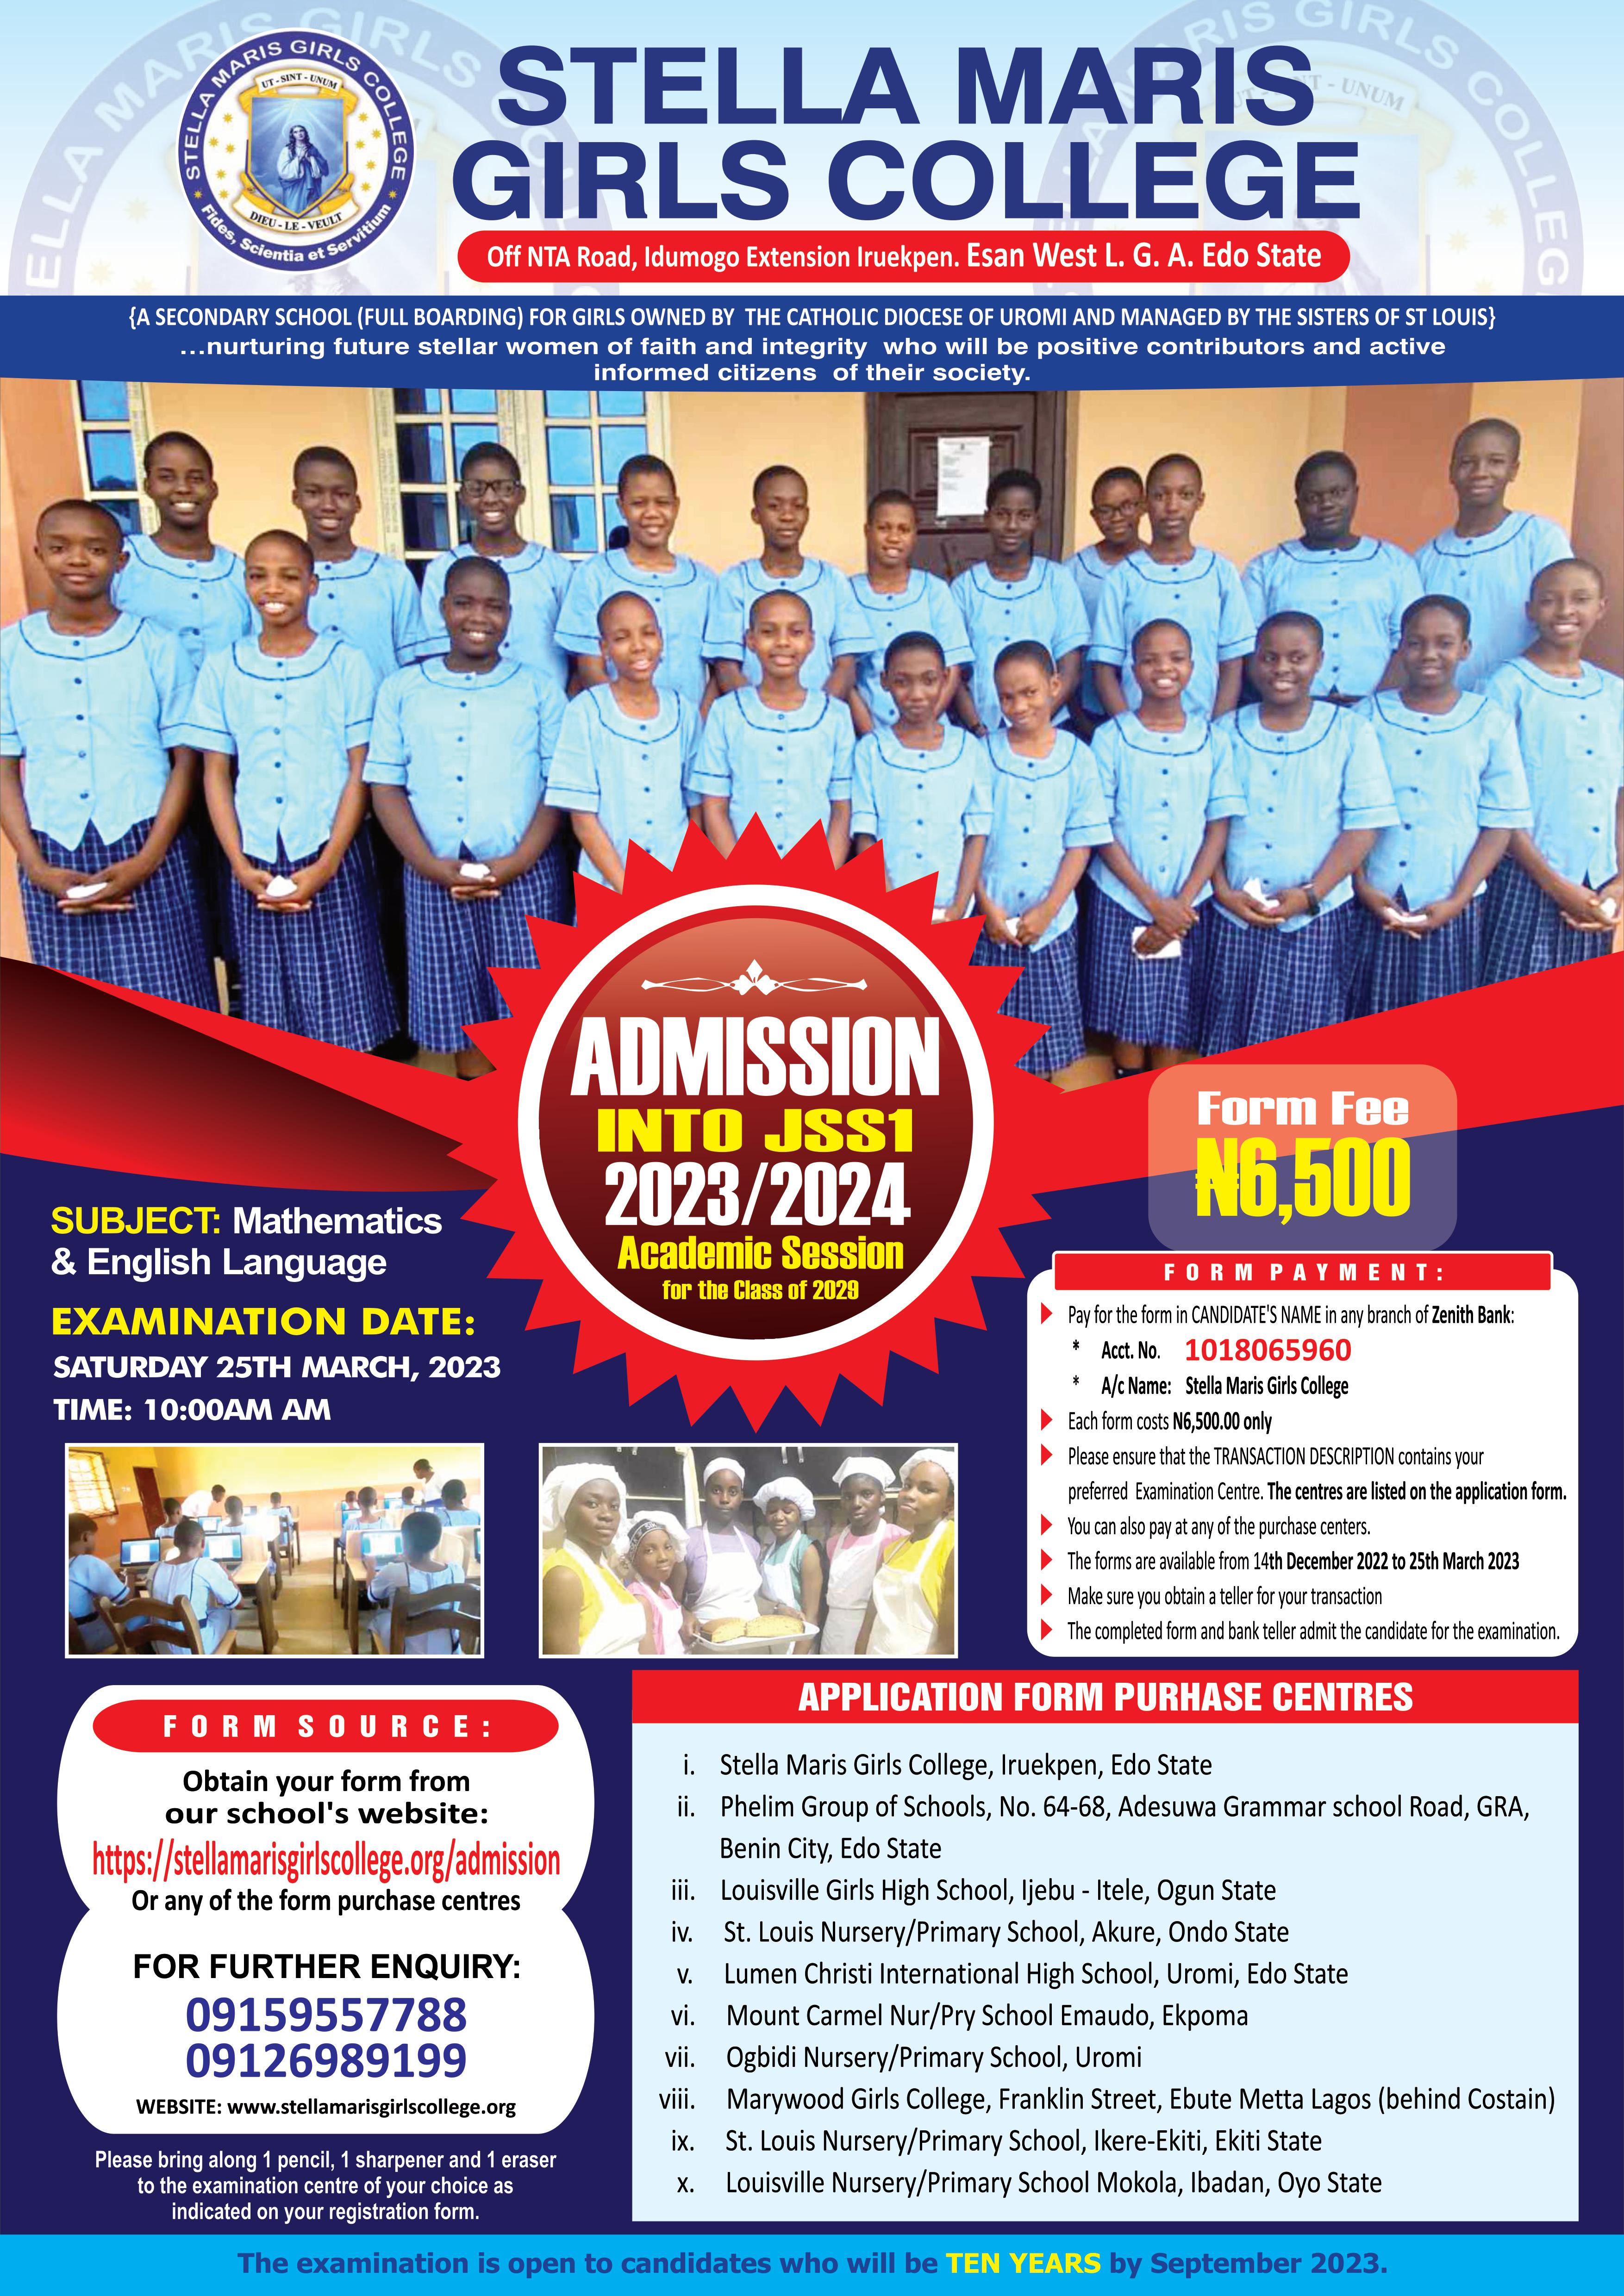 STELLA MARIS GIRLS COLLEGE
UT - SINT - UNUM
DIEU - LE - VEULT
Fides, Scientia et Servitium
STELLA MARIS
GIRLS COLLEGE
Off NTA Road, Idumogo Extension Iruekpen. Esan West L. G. A. Edo State
{A SECONDARY SCHOOL (FULL BOARDING) FOR GIRLS OWNED BY THE CATHOLIC DIOCESE OF UROMI AND MANAGED BY THE SISTERS OF ST LOUIS}
...nurturing future stellar women of faith and integrity who will be positive contributors and active
informed citizens of their society.
ADMISSION
INTO JSS1
2023/2024
Academic Session
for the Class of 2029
Form Fee
₦6,500
SUBJECT: Mathematics
& English Language
EXAMINATION DATE:
SATURDAY 25TH MARCH, 2023
TIME: 10:00AM AM
FORM PAYMENT:
Pay for the form in CANDIDATE'S NAME in any branch of Zenith Bank:
* Acct. No. 1018065960
* A/c Name: Stella Maris Girls College
Each form costs N6,500.00 only
Please ensure that the TRANSACTION DESCRIPTION contains your
preferred Examination Centre. The centres are listed on the application form.
You can also pay at any of the purchase centers.
The forms are available from 14th December 2022 to 25th March 2023
Make sure you obtain a teller for your transaction
The completed form and bank teller admit the candidate for the examination.
FORM SOURCE:
Obtain your form from
our school's website:
https://stellamarisgirlscollege.org/admission
Or any of the form purchase centres
FOR FURTHER ENQUIRY:
09159557788
09126989199
WEBSITE: www.stellamarisgirlscollege.org
Please bring along 1 pencil, 1 sharpener and 1 eraser
to the examination centre of your choice as
indicated on your registration form.
APPLICATION FORM PURHASE CENTRES
i. Stella Maris Girls College, Iruekpen, Edo State
ii. Phelim Group of Schools, No. 64-68, Adesuwa Grammar school Road, GRA,
Benin City, Edo State
iii. Louisville Girls High School, Ijebu - Itele, Ogun State
iv. St. Louis Nursery/Primary School, Akure, Ondo State
v. Lumen Christi International High School, Uromi, Edo State
vi. Mount Carmel Nur/Pry School Emaudo, Ekpoma
vii. Ogbidi Nursery/Primary School, Uromi
viii. Marywood Girls College, Franklin Street, Ebute Metta Lagos (behind Costain)
ix. St. Louis Nursery/Primary School, Ikere-Ekiti, Ekiti State
x. Louisville Nursery/Primary School Mokola, Ibadan, Oyo State
The examination is open to candidates who will be TEN YEARS by September 2023.